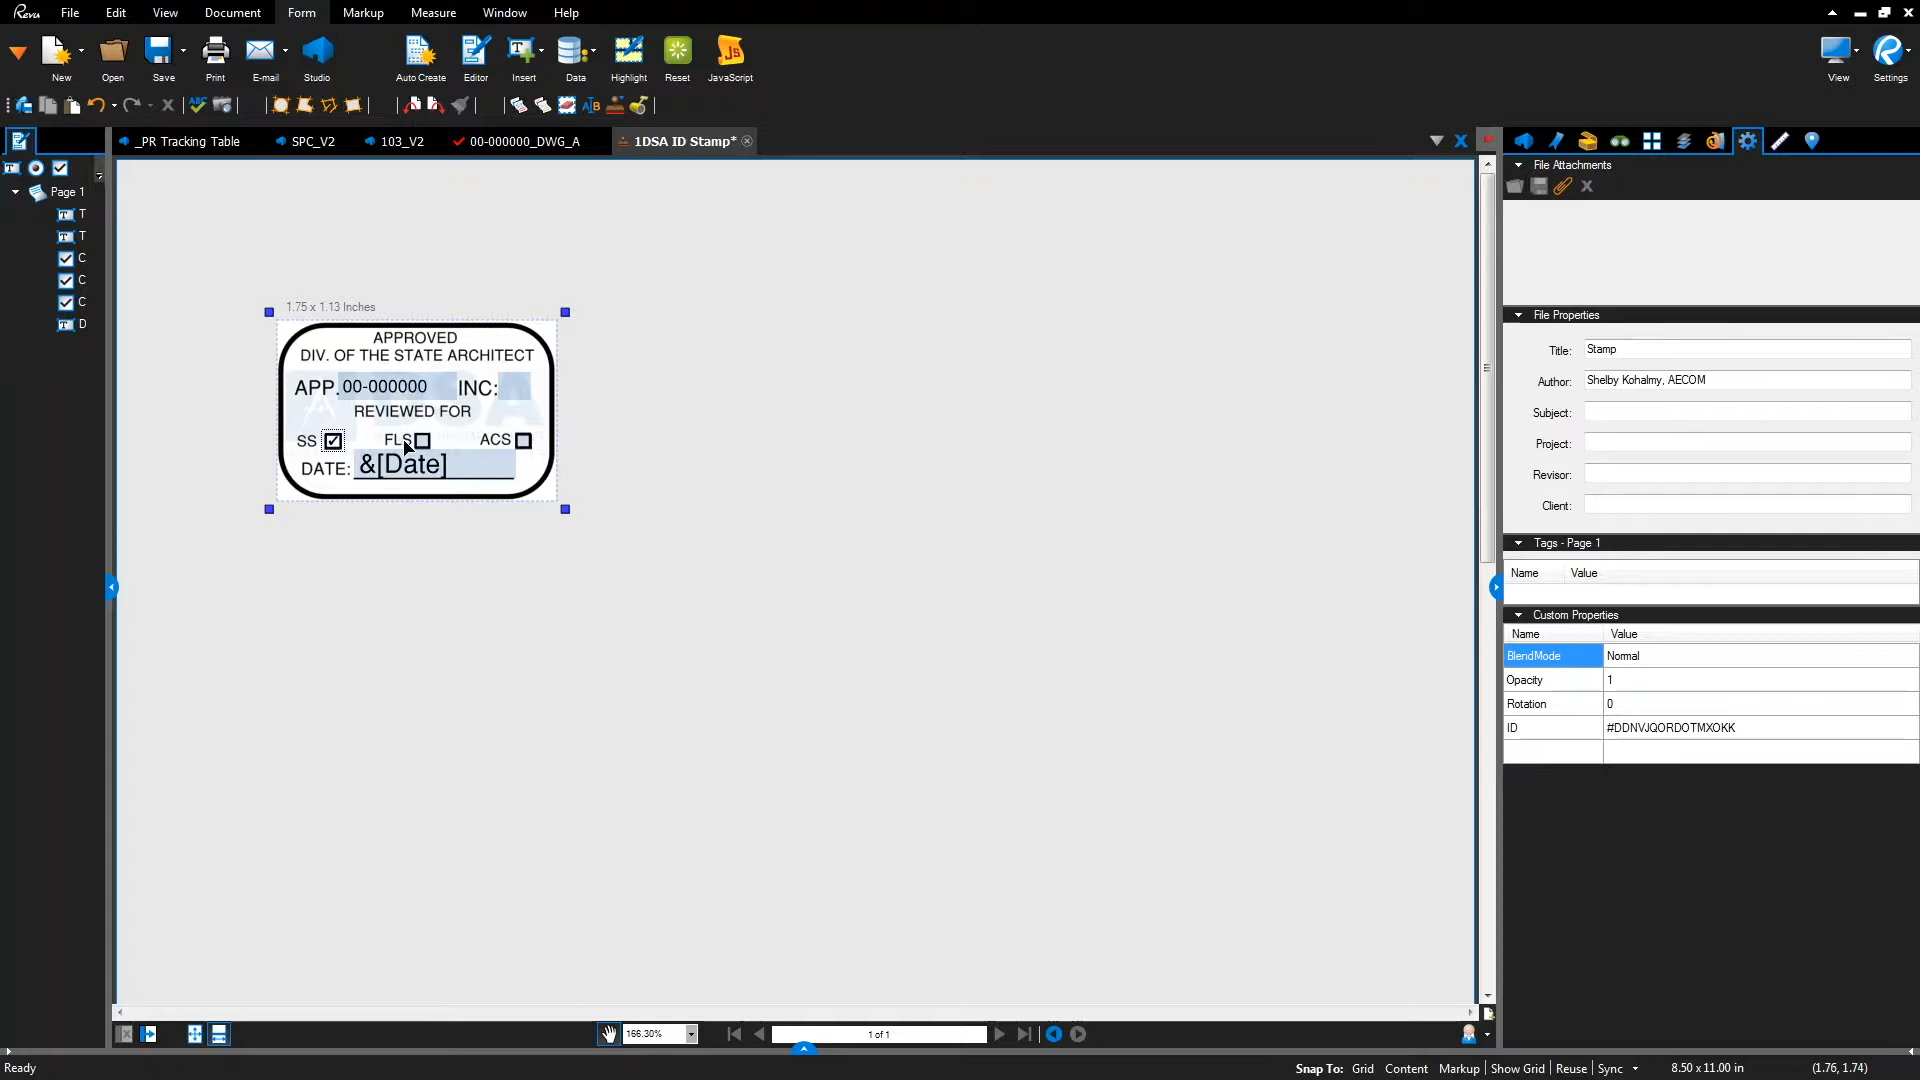 Revu File Edit View Document Form Markup Measure Window Help
New Open Save Print E-mail Studio Auto Create Editor Insert Data Highlight Reset JavaScript View Settings
_PR Tracking Table SPC_V2 103_V2 00-000000_DWG_A 1DSA ID Stamp*
Page 1
T
T
C
C
C
D
1.75 x 1.13 Inches
APPROVED
DIV. OF THE STATE ARCHITECT
APP. 00-000000 INC:
REVIEWED FOR
SS FLS ACS
DATE: &[Date]
File Attachments
File Properties
Title: Stamp
Author: Shelby Kohalmy, AECOM
Subject:
Project:
Revisor:
Client:
Tags - Page 1
Name Value
Custom Properties
Name Value
BlendMode Normal
Opacity 1
Rotation 0
ID #DDNVJQORDOTMXOKK
166.30% 1 of 1
Ready Snap To: Grid Content Markup Show Grid Reuse Sync 8.50 x 11.00 in (1.76, 1.74)